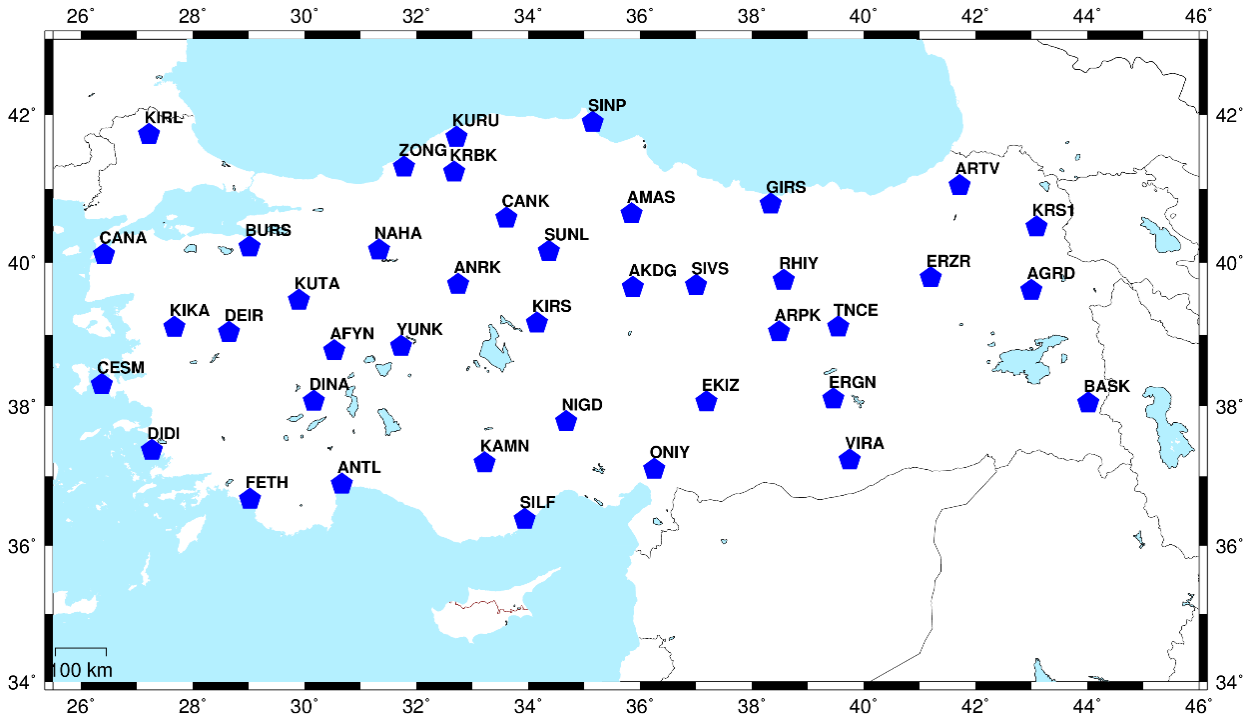 26° 28° 30° 32° 34° 36° 38° 40° 42° 44° 46°
42° 42°
SINP
KIRL
KURU
ZONG
KRBK
ARTV
GIRS
AMAS
CANK
KRS1
BURS
NAHA
SUNL
CANA
40° 40°
ANRK
AKDG
SIVS
RHIY
ERZR
AGRD
KUTA
KIKA
DEIR
KIRS
ARPK
TNCE
AFYN
YUNK
CESM
DINA
EKIZ
ERGN
BASK
38° 38°
NIGD
DIDI
KAMN
ONIY
VIRA
ANTL
FETH
SILF
36° 36°
100 km
34° 34°
26° 28° 30° 32° 34° 36° 38° 40° 42° 44° 46°